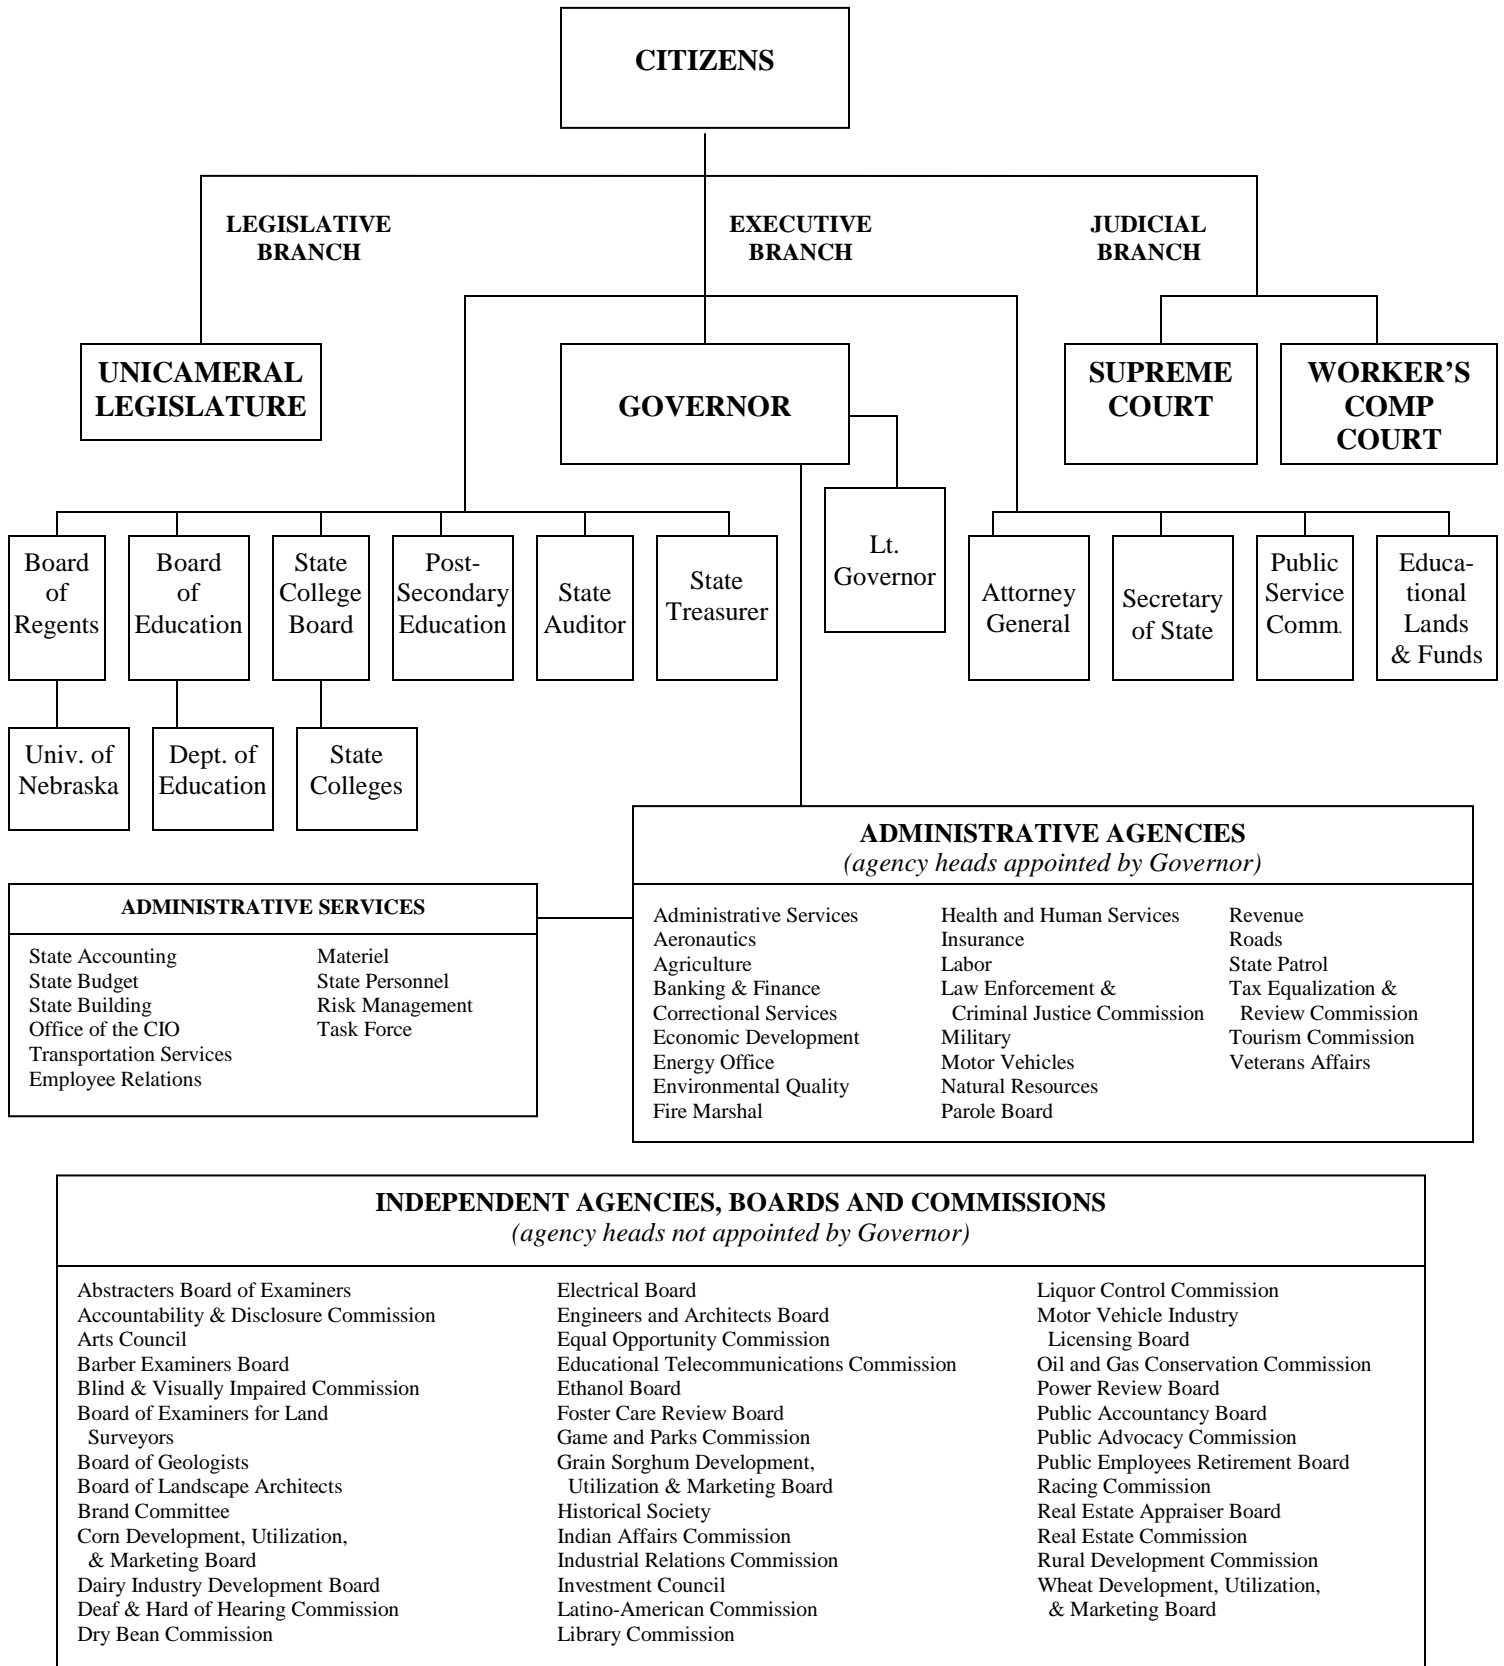 CITIZENS
LEGISLATIVE
BRANCH
EXECUTIVE
BRANCH
JUDICIAL
BRANCH
UNICAMERAL
LEGISLATURE
GOVERNOR
SUPREME
COURT
WORKER'S
COMP
COURT
Board
of
Regents
Board
of
Education
State
College
Board
Post-
Secondary
Education
State
Auditor
State
Treasurer
Lt.
Governor
Attorney
General
Secretary
of State
Public
Service
Comm.
Educa-
tional
Lands
& Funds
Univ. of
Nebraska
Dept. of
Education
State
Colleges
ADMINISTRATIVE AGENCIES
(agency heads appointed by Governor)
Administrative Services
Aeronautics
Agriculture
Banking & Finance
Correctional Services
Economic Development
Energy Office
Environmental Quality
Fire Marshal
Health and Human Services
Insurance
Labor
Law Enforcement &
Criminal Justice Commission
Military
Motor Vehicles
Natural Resources
Parole Board
Revenue
Roads
State Patrol
Tax Equalization &
Review Commission
Tourism Commission
Veterans Affairs
ADMINISTRATIVE SERVICES
State Accounting
State Budget
State Building
Office of the CIO
Transportation Services
Employee Relations
Materiel
State Personnel
Risk Management
Task Force
INDEPENDENT AGENCIES, BOARDS AND COMMISSIONS
(agency heads not appointed by Governor)
Abstracters Board of Examiners
Accountability & Disclosure Commission
Arts Council
Barber Examiners Board
Blind & Visually Impaired Commission
Board of Examiners for Land
Surveyors
Board of Geologists
Board of Landscape Architects
Brand Committee
Corn Development, Utilization,
& Marketing Board
Dairy Industry Development Board
Deaf & Hard of Hearing Commission
Dry Bean Commission
Electrical Board
Engineers and Architects Board
Equal Opportunity Commission
Educational Telecommunications Commission
Ethanol Board
Foster Care Review Board
Game and Parks Commission
Grain Sorghum Development,
Utilization & Marketing Board
Historical Society
Indian Affairs Commission
Industrial Relations Commission
Investment Council
Latino-American Commission
Library Commission
Liquor Control Commission
Motor Vehicle Industry
Licensing Board
Oil and Gas Conservation Commission
Power Review Board
Public Accountancy Board
Public Advocacy Commission
Public Employees Retirement Board
Racing Commission
Real Estate Appraiser Board
Real Estate Commission
Rural Development Commission
Wheat Development, Utilization,
& Marketing Board